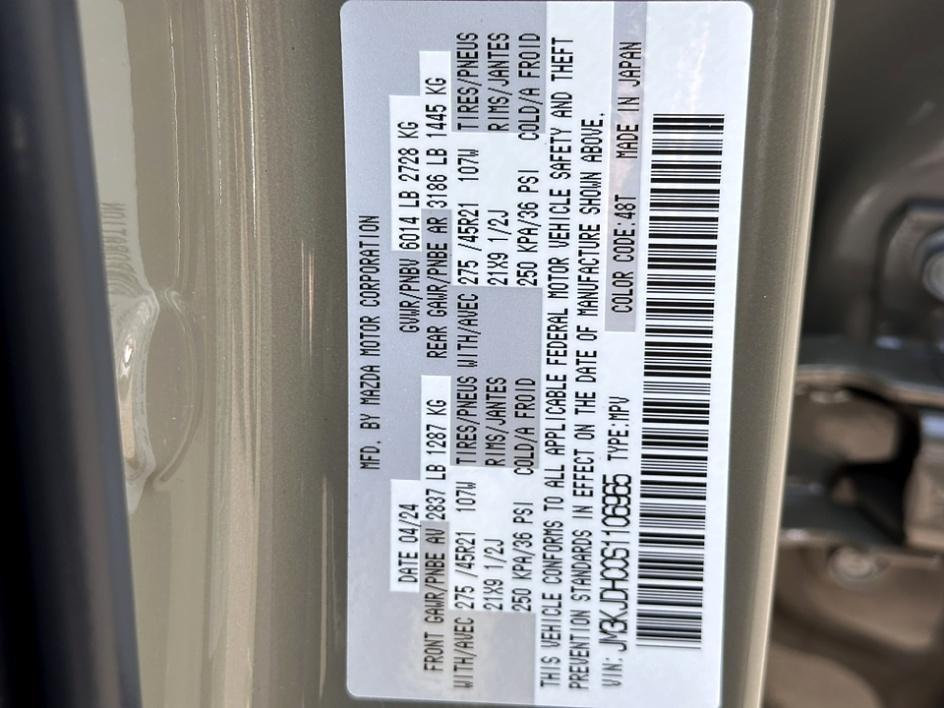 MFD. BY MAZDA MOTOR CORPORATION
DATE 04/24 GVWR/PNBV 6014 LB 2728 KG
FRONT GAWR/PNBE AV 2837 LB 1287 KG REAR GAWR/PNBE AR 3186 LB 1445 KG
WITH/AVEC 275 /45R21 107W TIRES/PNEUS WITH/AVEC 275 /45R21 107W TIRES/PNEUS
21X9 1/2J RIMS/JANTES 21X9 1/2J RIMS/JANTES
250 KPA/36 PSI COLD/A FROID 250 KPA/36 PSI COLD/A FROID
THIS VEHICLE CONFORMS TO ALL APPLICABLE FEDERAL MOTOR VEHICLE SAFETY AND THEFT
PREVENTION STANDARDS IN EFFECT ON THE DATE OF MANUFACTURE SHOWN ABOVE.
VIN: JM3KJDHC0S1106965 TYPE:MPV COLOR CODE:48T MADE IN JAPAN